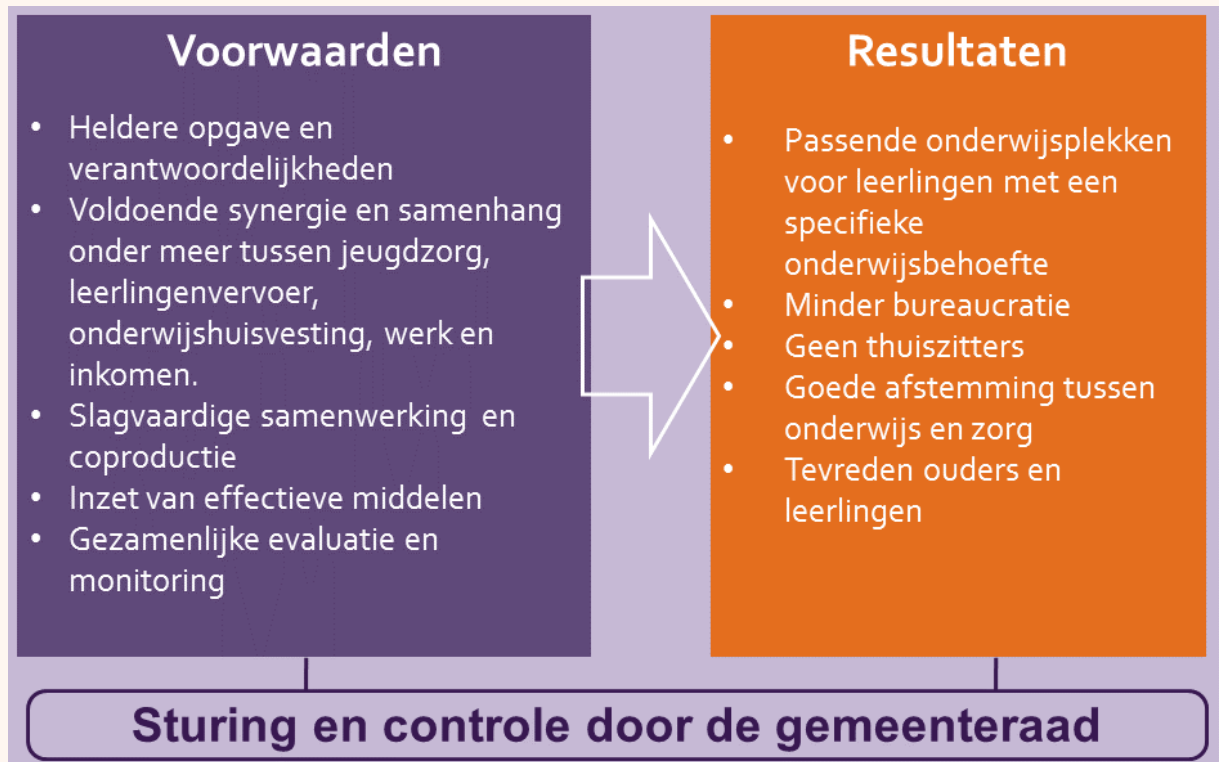 Voorwaarden
• Heldere opgave en
verantwoordelijkheden
• Voldoende synergie en samenhang
onder meer tussen jeugdzorg,
leerlingenvervoer,
onderwijshuisvesting, werk en
inkomen.
• Slagvaardige samenwerking en
coproductie
• Inzet van effectieve middelen
• Gezamenlijke evaluatie en
monitoring
Resultaten
• Passende onderwijsplekken
voor leerlingen met een
specifieke
onderwijsbehoefte
• Minder bureaucratie
• Geen thuiszitters
• Goede afstemming tussen
onderwijs en zorg
• Tevreden ouders en
leerlingen
Sturing en controle door de gemeenteraad